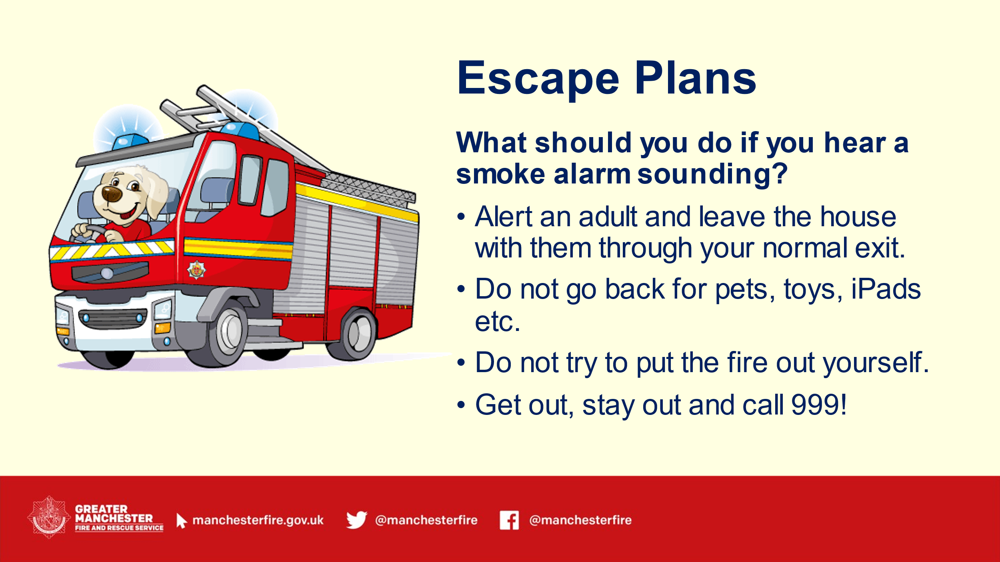 Escape Plans
What should you do if you hear a
smoke alarm sounding?
• Alert an adult and leave the house
with them through your normal exit.
• Do not go back for pets, toys, iPads
etc.
• Do not try to put the fire out yourself.
• Get out, stay out and call 999!
GREATER
MANCHESTER
FIRE AND RESCUE SERVICE
manchesterfire.gov.uk
@manchesterfire
@manchesterfire